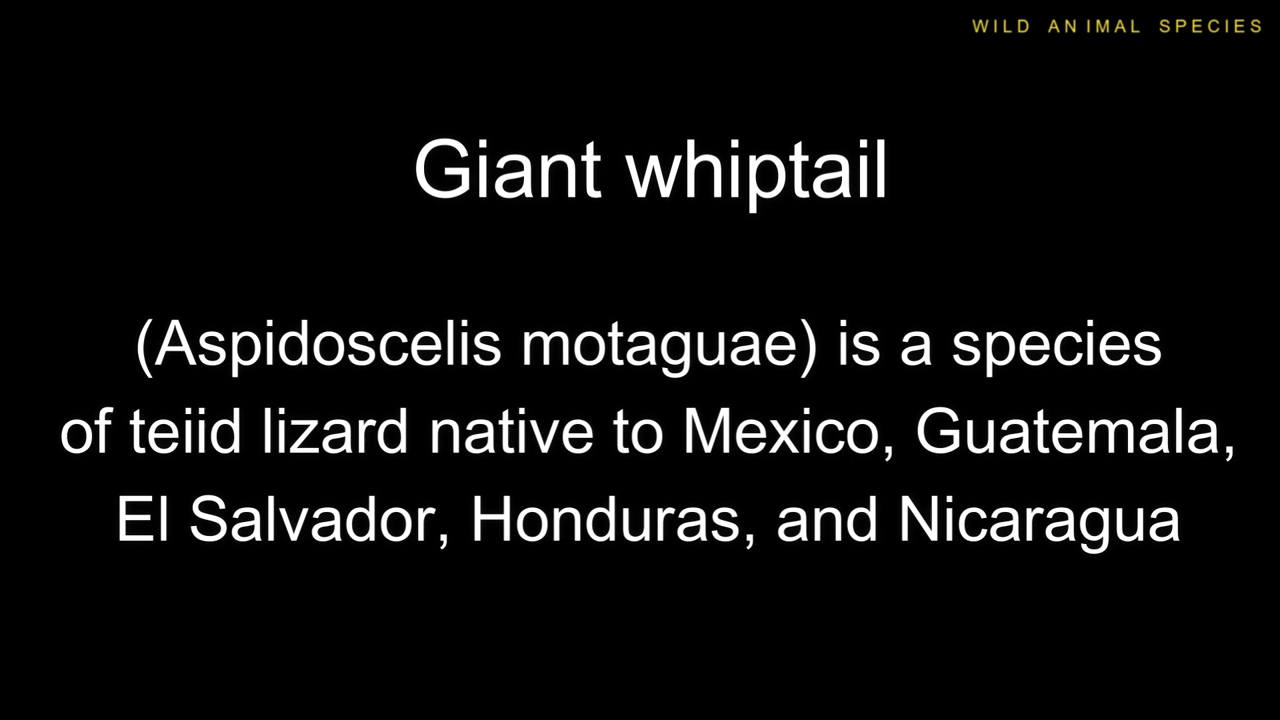 WILD ANIMAL SPECIES
Giant whiptail
(Aspidoscelis motaguae) is a species
of teiid lizard native to Mexico, Guatemala,
El Salvador, Honduras, and Nicaragua